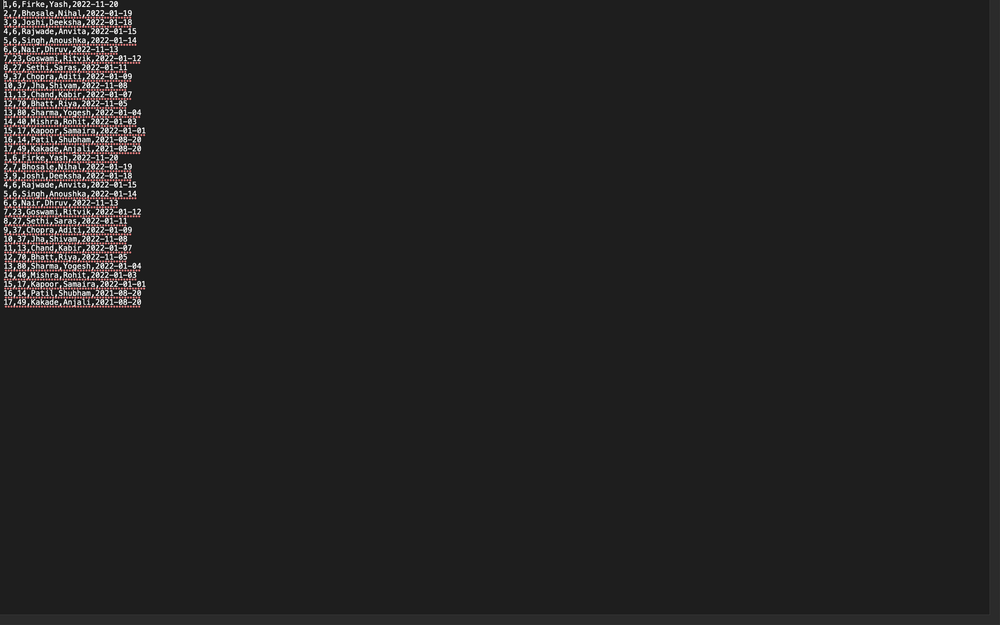 1,6,Firke,Yash,2022-11-20
2,7,Bhosale,Nihal,2022-01-19
3,9,Joshi,Deeksha,2022-01-18
4,6,Rajwade,Anvita,2022-01-15
5,6,Singh,Anoushka,2022-01-14
6,6,Nair,Dhruv,2022-11-13
7,23,Goswami,Ritvik,2022-01-12
8,27,Sethi,Saras,2022-01-11
9,37,Chopra,Aditi,2022-01-09
10,37,Jha,Shivam,2022-11-08
11,13,Chand,Kabir,2022-01-07
12,70,Bhatt,Riya,2022-11-05
13,80,Sharma,Yogesh,2022-01-04
14,40,Mishra,Rohit,2022-01-03
15,17,Kapoor,Samaira,2022-01-01
16,14,Patil,Shubham,2021-08-20
17,49,Kakade,Anjali,2021-08-20
1,6,Firke,Yash,2022-11-20
2,7,Bhosale,Nihal,2022-01-19
3,9,Joshi,Deeksha,2022-01-18
4,6,Rajwade,Anvita,2022-01-15
5,6,Singh,Anoushka,2022-01-14
6,6,Nair,Dhruv,2022-11-13
7,23,Goswami,Ritvik,2022-01-12
8,27,Sethi,Saras,2022-01-11
9,37,Chopra,Aditi,2022-01-09
10,37,Jha,Shivam,2022-11-08
11,13,Chand,Kabir,2022-01-07
12,70,Bhatt,Riya,2022-11-05
13,80,Sharma,Yogesh,2022-01-04
14,40,Mishra,Rohit,2022-01-03
15,17,Kapoor,Samaira,2022-01-01
16,14,Patil,Shubham,2021-08-20
17,49,Kakade,Anjali,2021-08-20